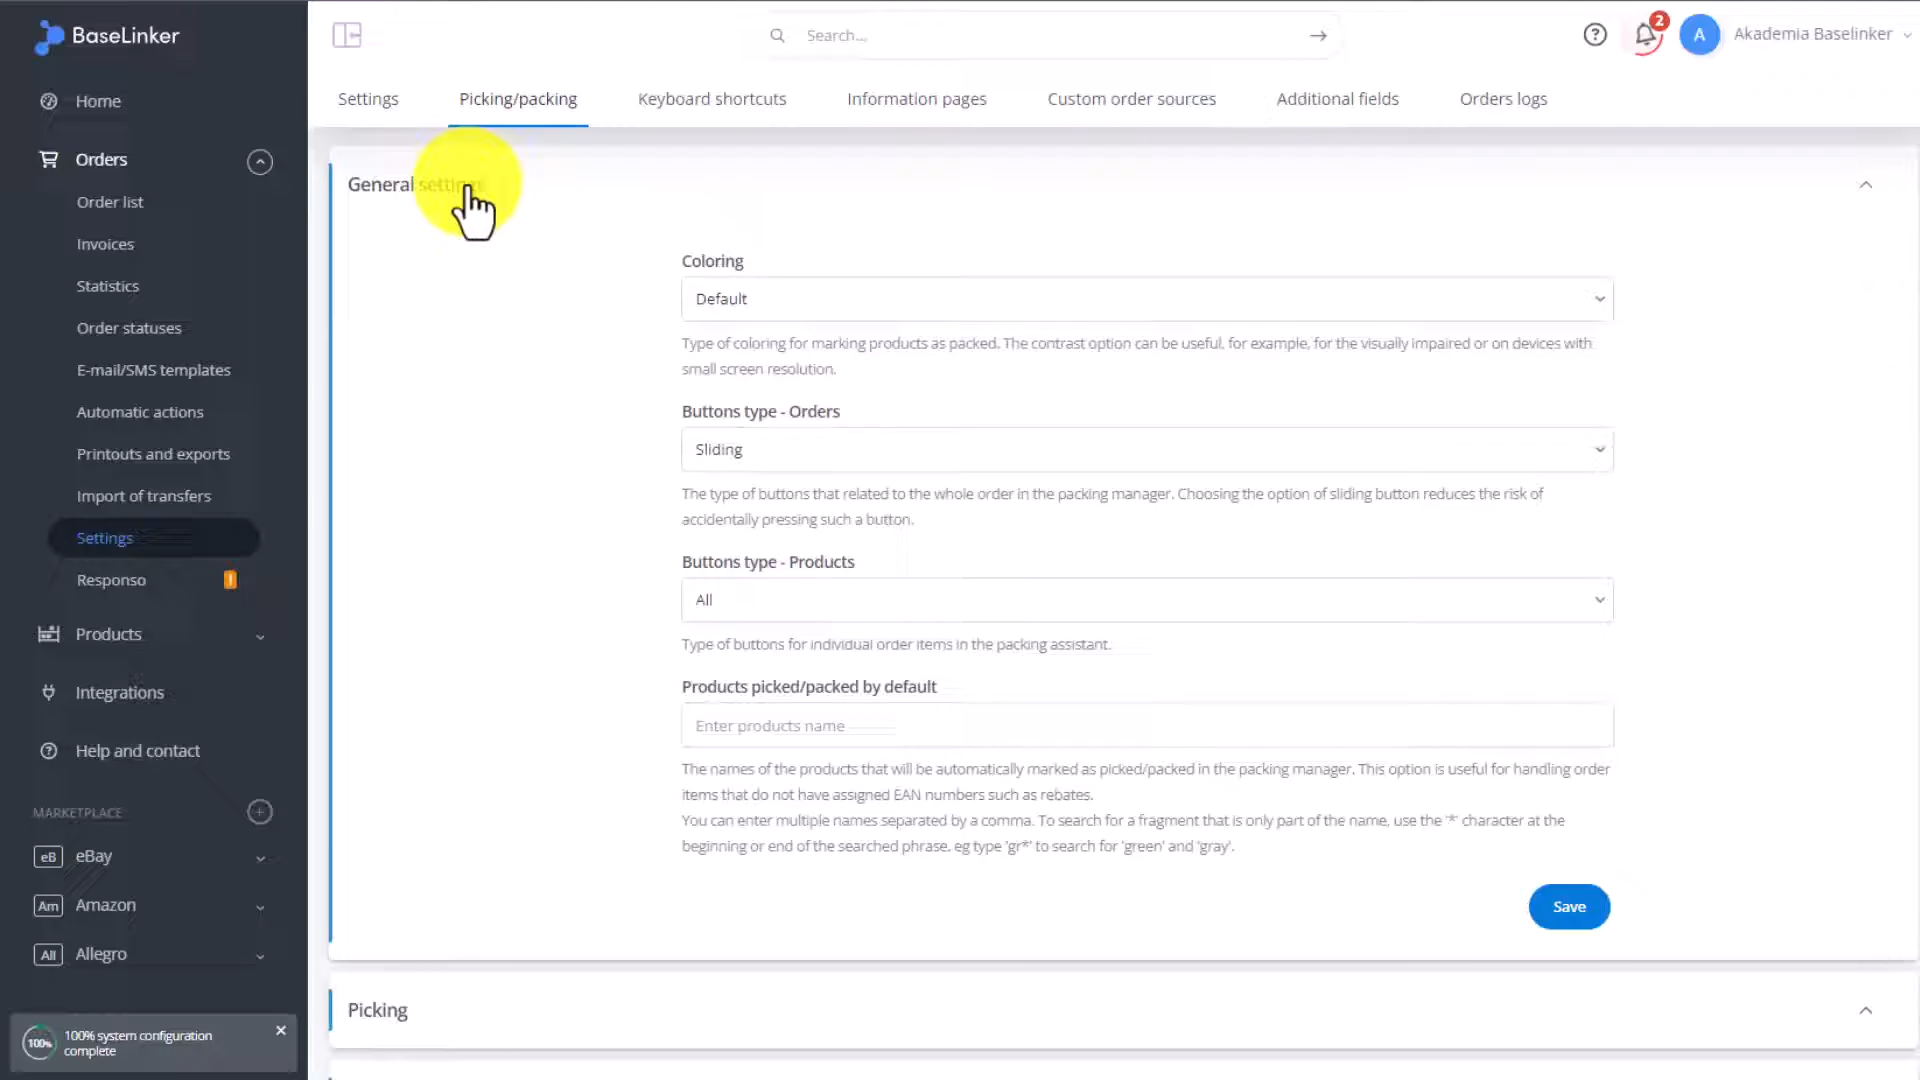 BaseLinker
Search...
2
A
Akademia Baselinker
Home
Orders
Order list
Invoices
Statistics
Order statuses
E-mail/SMS templates
Automatic actions
Printouts and exports
Import of transfers
Settings
Responso
!
Products
Integrations
Help and contact
MARKETPLACE
eB eBay
Am Amazon
All Allegro
100%
100% system configuration
complete
Settings
Picking/packing
Keyboard shortcuts
Information pages
Custom order sources
Additional fields
Orders logs
General settings
Coloring
Default
Type of coloring for marking products as packed. The contrast option can be useful, for example, for the visually impaired or on devices with
small screen resolution.
Buttons type - Orders
Sliding
The type of buttons that related to the whole order in the packing manager. Choosing the option of sliding button reduces the risk of
accidentally pressing such a button.
Buttons type - Products
All
Type of buttons for individual order items in the packing assistant.
Products picked/packed by default
Enter products name
The names of the products that will be automatically marked as picked/packed in the packing manager. This option is useful for handling order
items that do not have assigned EAN numbers such as rebates.
You can enter multiple names separated by a comma. To search for a fragment that is only part of the name, use the '*' character at the
beginning or end of the searched phrase. eg type 'gr*' to search for 'green' and 'gray'.
Save
Picking